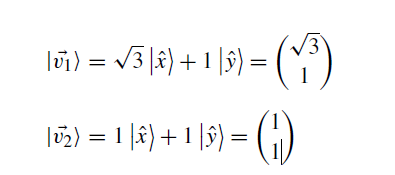 |v⃗₁⟩ = √3 |x̂⟩ + 1 |ŷ⟩ = (√3 1)
|v⃗₂⟩ = 1 |x̂⟩ + 1 |ŷ⟩ = (1 1)